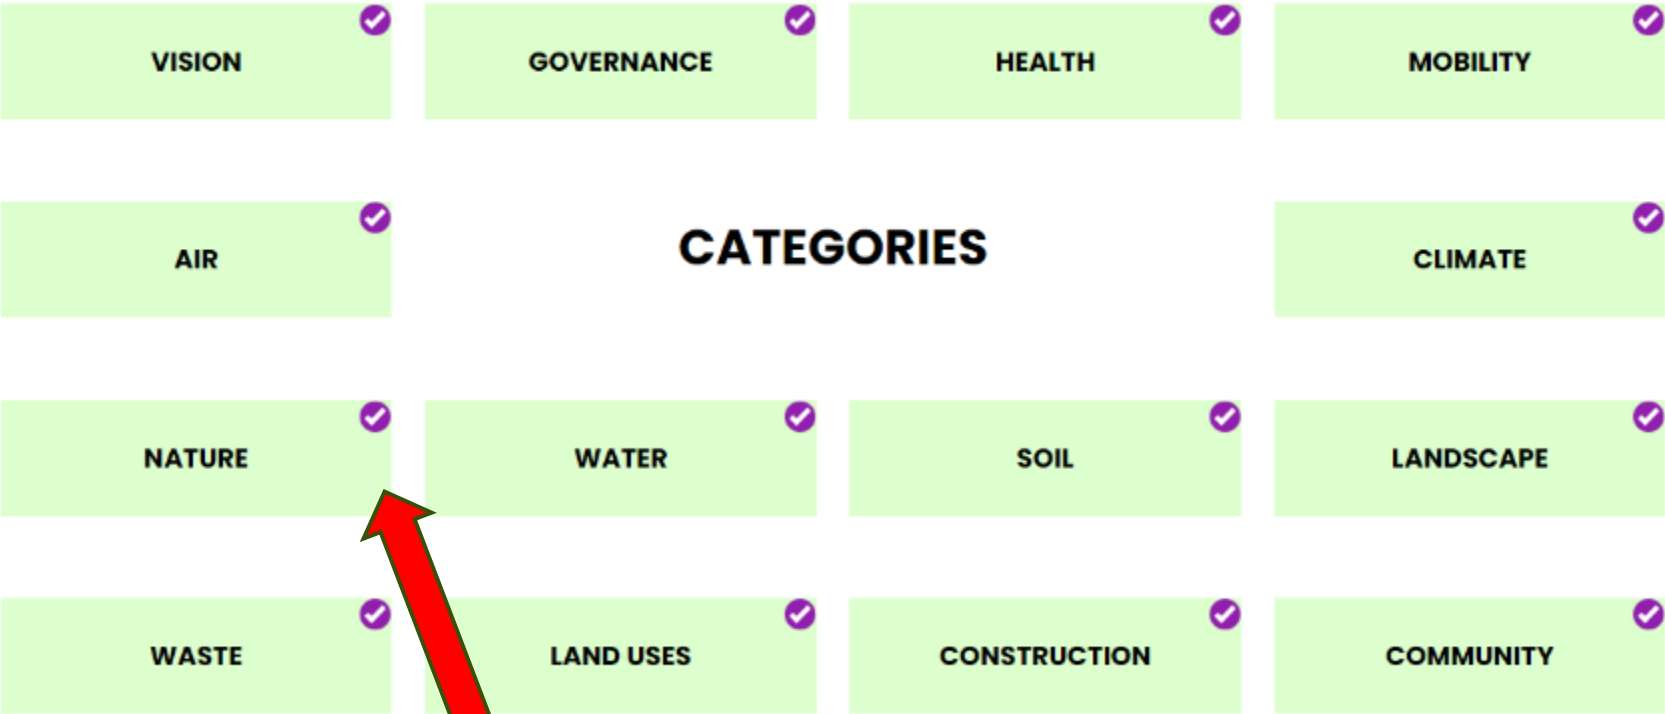 VISION
GOVERNANCE
HEALTH
MOBILITY
AIR
CATEGORIES
CLIMATE
NATURE
WATER
SOIL
LANDSCAPE
WASTE
LAND USES
CONSTRUCTION
COMMUNITY